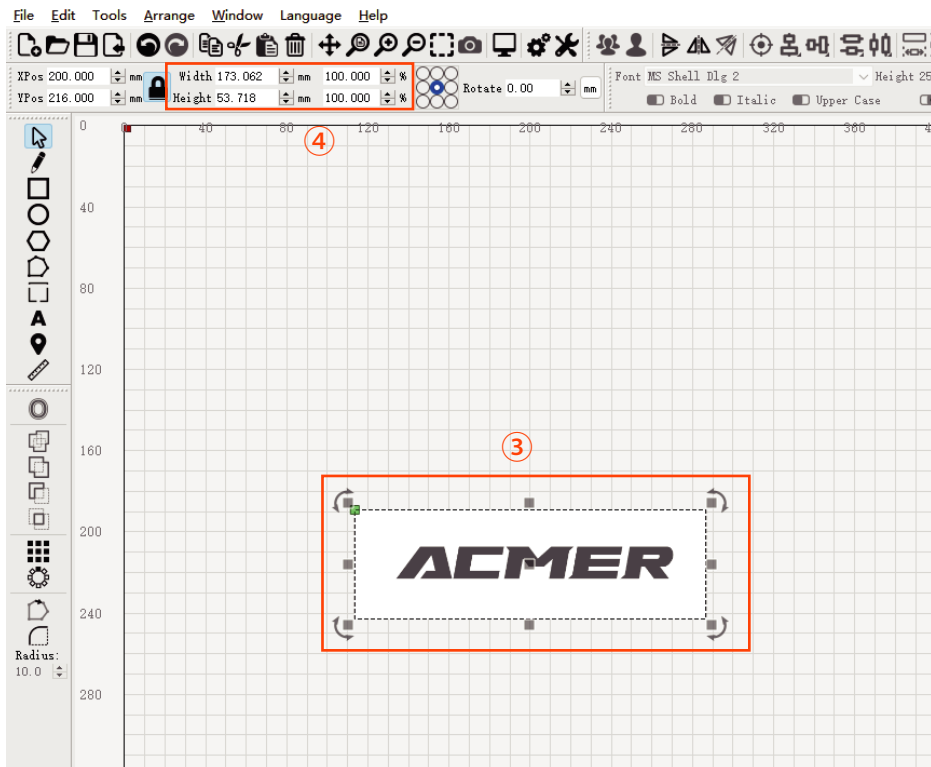 File Edit Tools Arrange Window Language Help
XPos 200.000 mm Width 173.062 mm 100.000 % Rotate 0.00 mm Font MS Shell Dlg 2 Height 25
YPos 216.000 mm Height 53.718 mm 100.000 % Bold Italic Upper Case
0 0 40 80 120 160 200 240 280 320 360 4
④
40
80
120
160
③
200
ACMER
240
Radius:
10.0
280